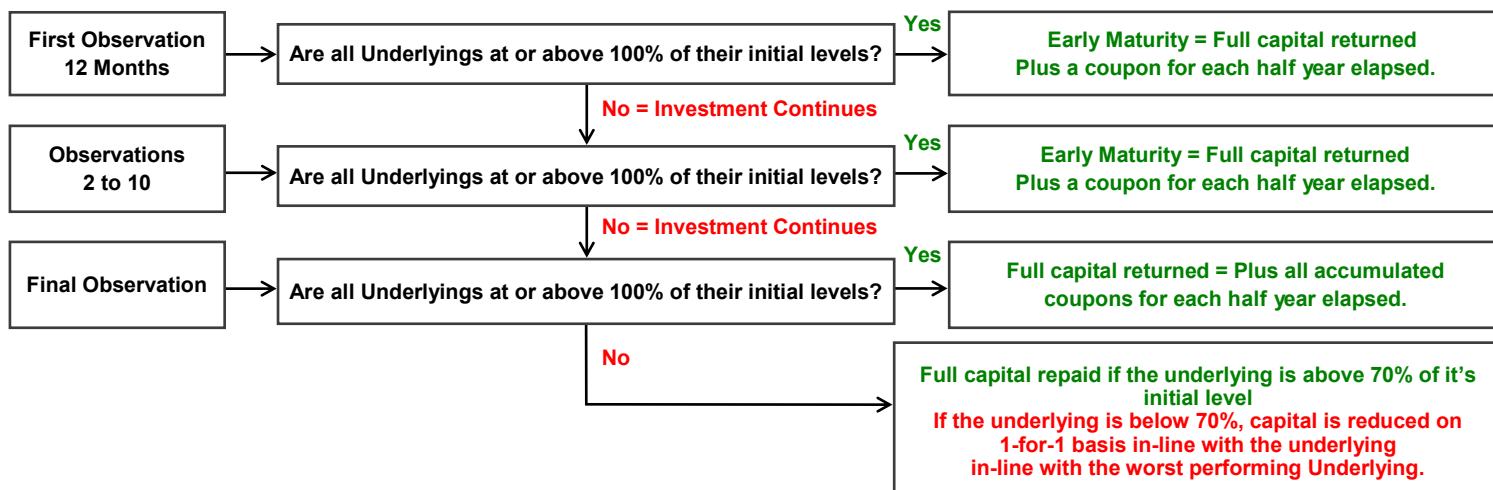 First Observation
12 Months
Are all Underlyings at or above 100% of their initial levels?
Yes
Early Maturity = Full capital returned
Plus a coupon for each half year elapsed.
No = Investment Continues
Observations
2 to 10
Are all Underlyings at or above 100% of their initial levels?
Yes
Early Maturity = Full capital returned
Plus a coupon for each half year elapsed.
No = Investment Continues
Final Observation
Are all Underlyings at or above 100% of their initial levels?
Yes
Full capital returned = Plus all accumulated
coupons for each half year elapsed.
No
Full capital repaid if the underlying is above 70% of it’s
initial level
If the underlying is below 70%, capital is reduced on
1-for-1 basis in-line with the underlying
in-line with the worst performing Underlying.